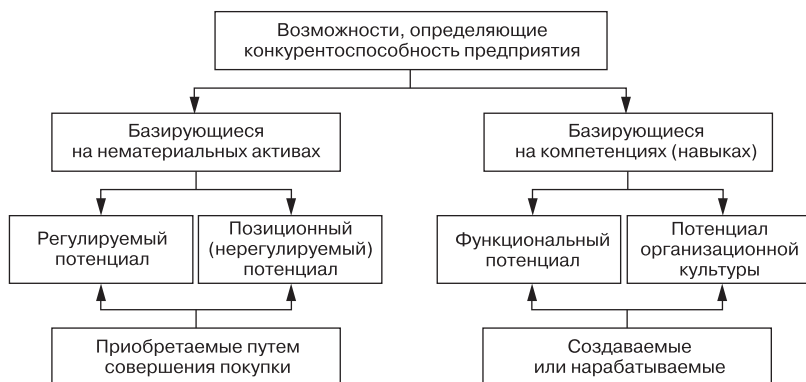 Возможности, определяющие
конкурентоспособность предприятия
Базирующиеся
на нематериальных активах
Базирующиеся
на компетенциях (навыках)
Регулируемый
потенциал
Позиционный
(нерегулируемый)
потенциал
Функциональный
потенциал
Потенциал
организационной
культуры
Приобретаемые путем
совершения покупки
Создаваемые
или нарабатываемые